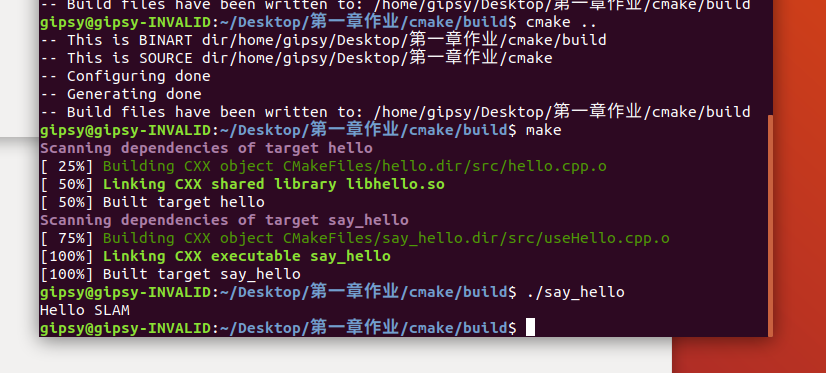 -- Build files have been written to: /home/gipsy/Desktop/第一章作业/cmake/build
gipsy@gipsy-INVALID:~/Desktop/第一章作业/cmake/build$ cmake ..
-- This is BINART dir/home/gipsy/Desktop/第一章作业/cmake/build
-- This is SOURCE dir/home/gipsy/Desktop/第一章作业/cmake
-- Configuring done
-- Generating done
-- Build files have been written to: /home/gipsy/Desktop/第一章作业/cmake/build
gipsy@gipsy-INVALID:~/Desktop/第一章作业/cmake/build$ make
Scanning dependencies of target hello
[ 25%] Building CXX object CMakeFiles/hello.dir/src/hello.cpp.o
[ 50%] Linking CXX shared library libhello.so
[ 50%] Built target hello
Scanning dependencies of target say_hello
[ 75%] Building CXX object CMakeFiles/say_hello.dir/src/useHello.cpp.o
[100%] Linking CXX executable say_hello
[100%] Built target say_hello
gipsy@gipsy-INVALID:~/Desktop/第一章作业/cmake/build$ ./say_hello
Hello SLAM
gipsy@gipsy-INVALID:~/Desktop/第一章作业/cmake/build$